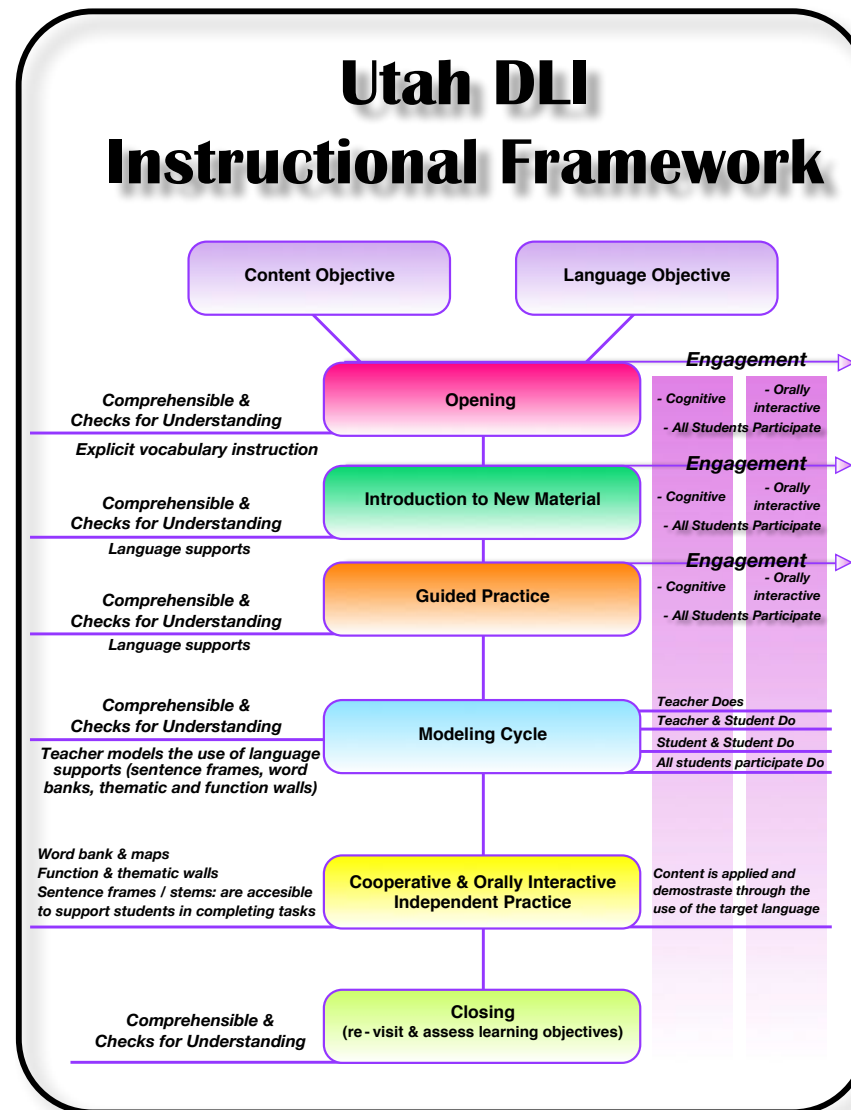 Utah DLI
Instructional Framework
Content Objective
Language Objective
Engagement
Comprehensible &
Checks for Understanding
Explicit vocabulary instruction
Opening
- Cognitive
- Orally
interactive
- All Students Participate
Engagement
Comprehensible &
Checks for Understanding
Language supports
Introduction to New Material
- Cognitive
- Orally
interactive
- All Students Participate
Engagement
Comprehensible &
Checks for Understanding
Language supports
Guided Practice
- Cognitive
- Orally
interactive
- All Students Participate
Comprehensible &
Checks for Understanding
Teacher models the use of language
supports (sentence frames, word
banks, thematic and function walls)
Modeling Cycle
Teacher Does
Teacher & Student Do
Student & Student Do
All students participate Do
Word bank & maps
Function & thematic walls
Sentence frames / stems: are accesible
to support students in completing tasks
Cooperative & Orally Interactive
Independent Practice
Content is applied and
demostraste through the
use of the target language
Comprehensible &
Checks for Understanding
Closing
(re-visit & assess learning objectives)